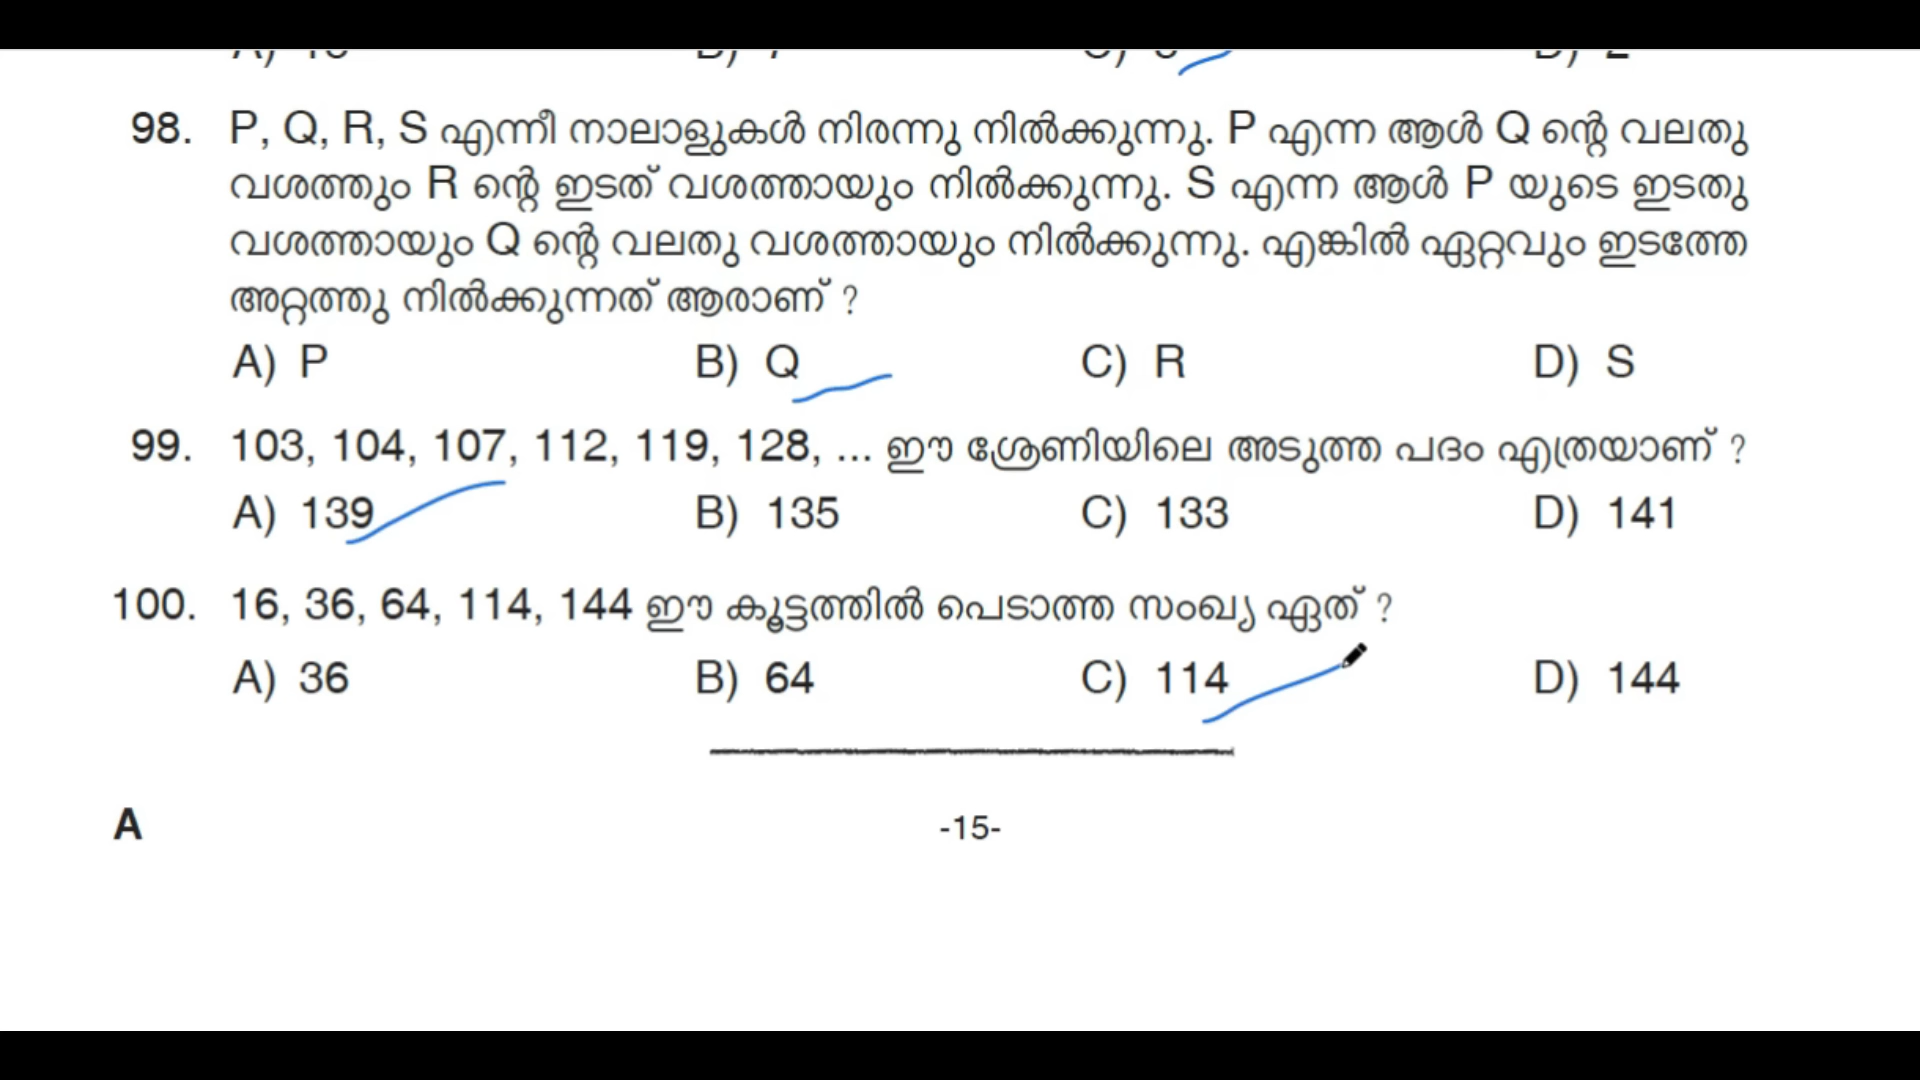 98. P, Q, R, S എന്നീ നാലാളുകൾ നിരന്നു നിൽക്കുന്നു. P എന്ന ആൾ Q ന്റെ വലതു
വശത്തും R ന്റെ ഇടത് വശത്തായും നിൽക്കുന്നു. S എന്ന ആൾ P യുടെ ഇടതു
വശത്തായും Q ന്റെ വലതു വശത്തായും നിൽക്കുന്നു. എങ്കിൽ ഏറ്റവും ഇടത്തേ
അറ്റത്തു നിൽക്കുന്നത് ആരാണ് ?
A) P B) Q C) R D) S
99. 103, 104, 107, 112, 119, 128, ... ഈ ശ്രേണിയിലെ അടുത്ത പദം എത്രയാണ് ?
A) 139 B) 135 C) 133 D) 141
100. 16, 36, 64, 114, 144 ഈ കൂട്ടത്തിൽ പെടാത്ത സംഖ്യ ഏത് ?
A) 36 B) 64 C) 114 D) 144
A -15-